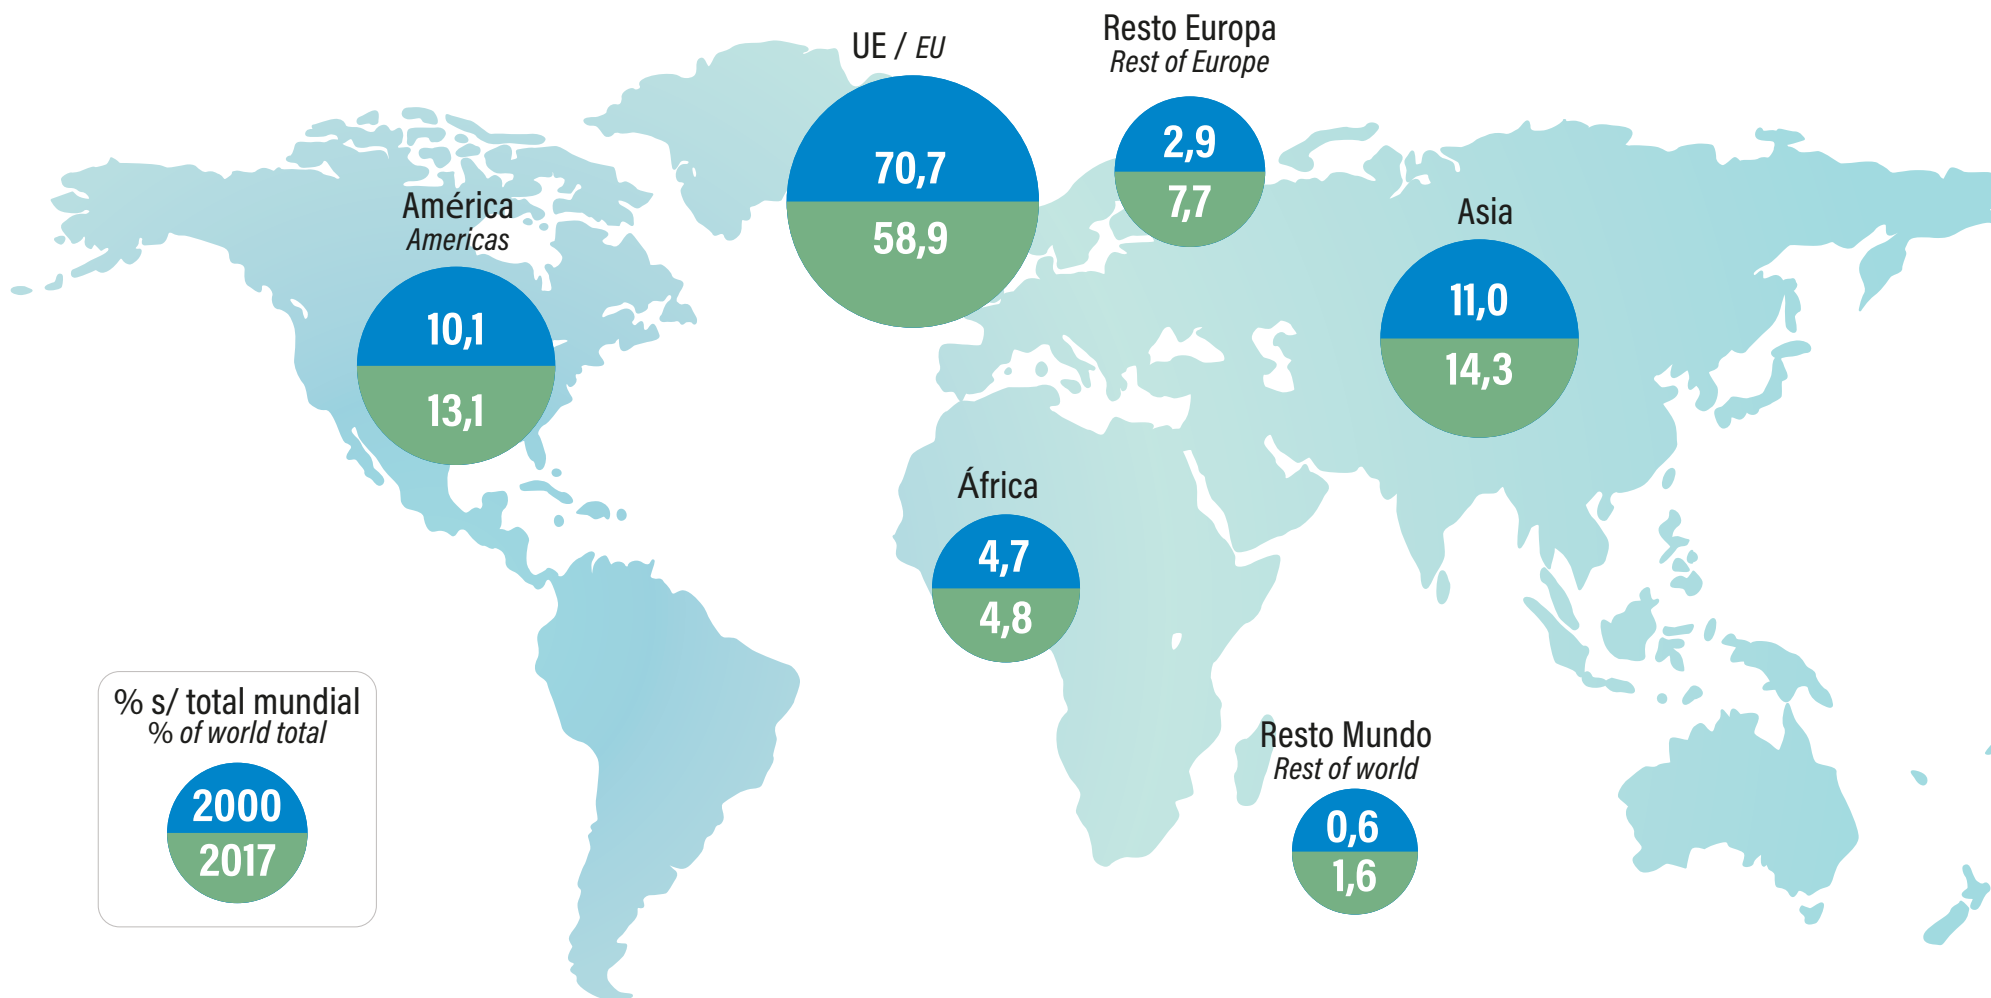 UE / EU
70,7
58,9
Resto Europa
Rest of Europe
2,9
7,7
América
Americas
10,1
13,1
Asia
11,0
14,3
África
4,7
4,8
Resto Mundo
Rest of world
0,6
1,6
% s/ total mundial
% of world total
2000
2017